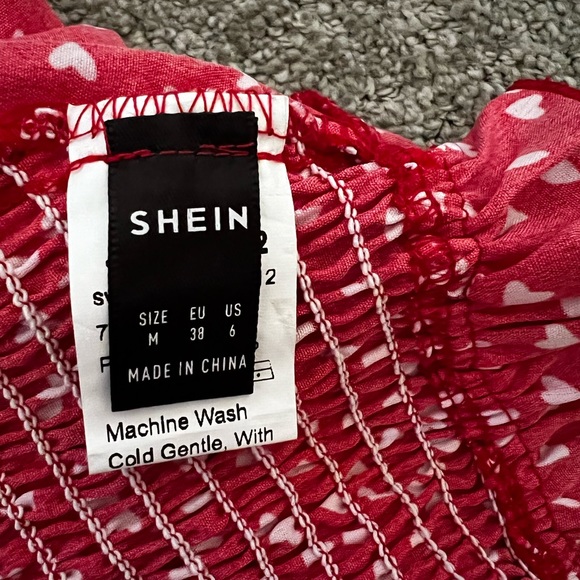 SHEIN
SIZE EU US
M 38 6
MADE IN CHINA
Machine Wash
Cold Gentle, With